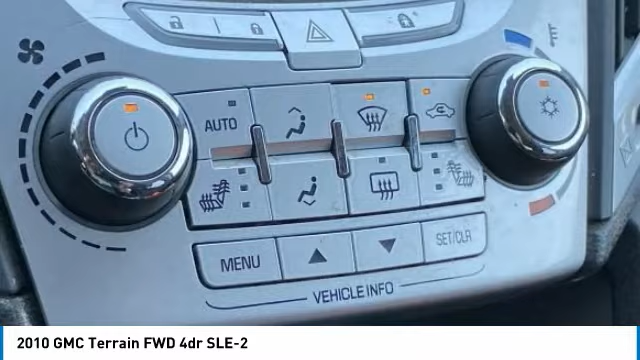 AUTO
MENU
SET/CLR
VEHICLE INFO
2010 GMC Terrain FWD 4dr SLE-2